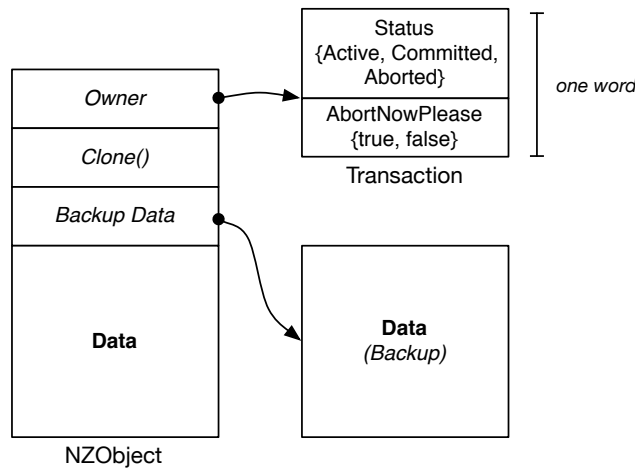 Status
{Active, Committed,
Aborted}
Owner
one word
AbortNowPlease
{true, false}
Clone()
Transaction
Backup Data
Data
Data
(Backup)
NZObject